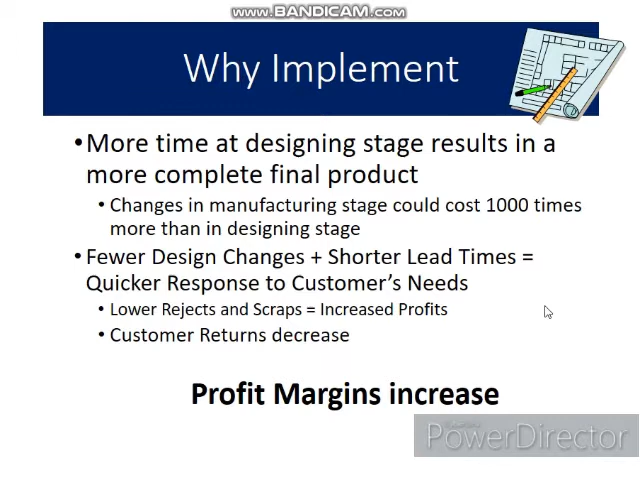 www.BANDICAM.com
Why Implement
•More time at designing stage results in a
more complete final product
• Changes in manufacturing stage could cost 1000 times
more than in designing stage
•Fewer Design Changes + Shorter Lead Times =
Quicker Response to Customer’s Needs
• Lower Rejects and Scraps = Increased Profits
• Customer Returns decrease
Profit Margins increase
PowerDirector